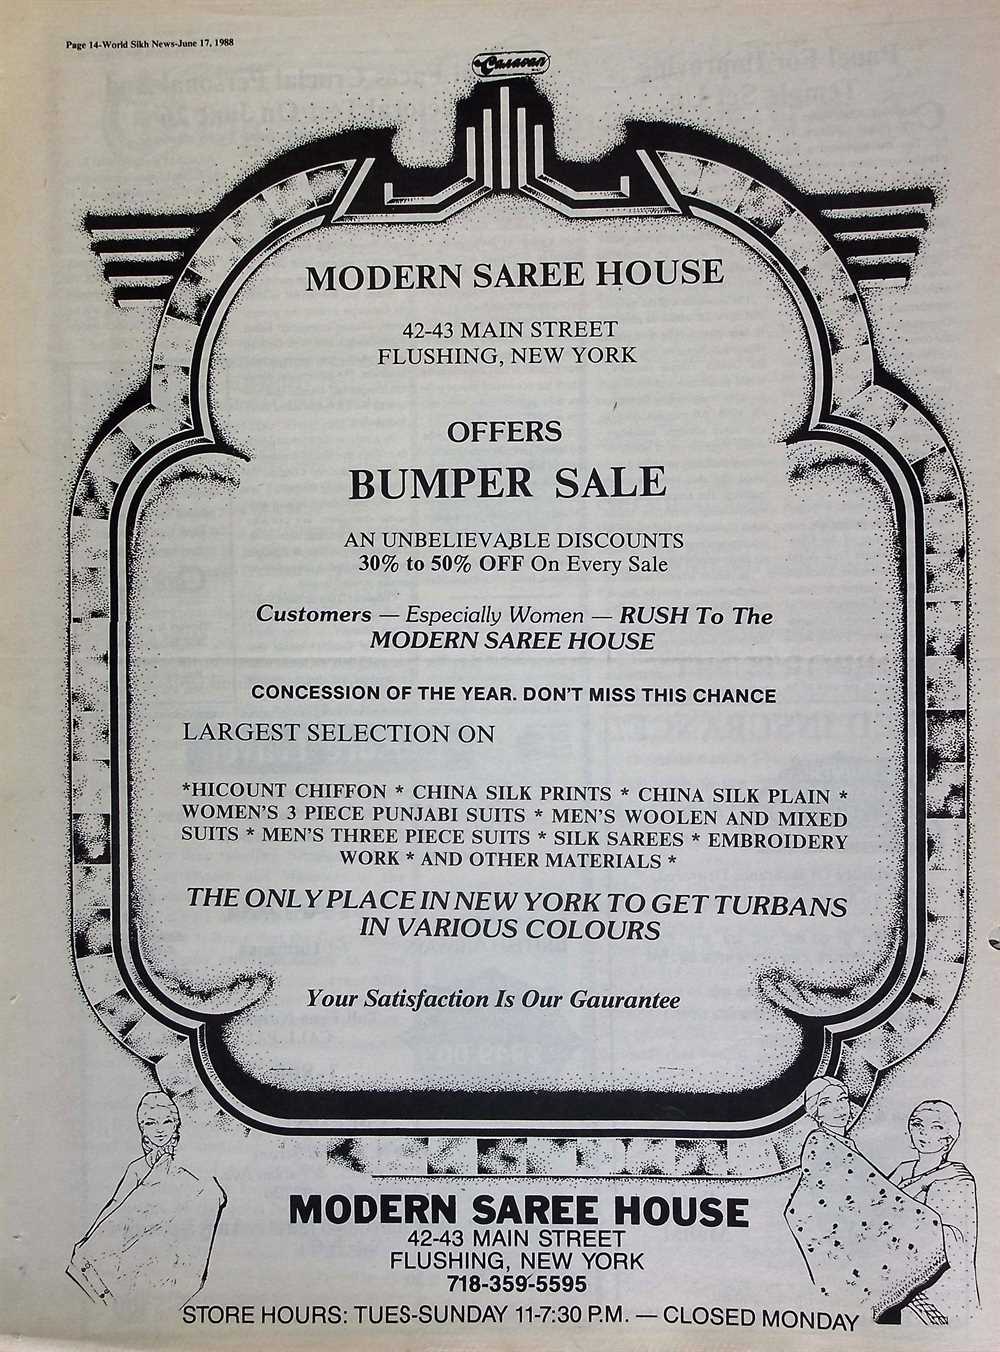 Page 14-World Sikh News-June 17, 1988
Caravan
MODERN SAREE HOUSE
42-43 MAIN STREET
FLUSHING, NEW YORK
OFFERS
BUMPER SALE
AN UNBELIEVABLE DISCOUNTS
30% to 50% OFF On Every Sale
Customers — Especially Women — RUSH To The
MODERN SAREE HOUSE
CONCESSION OF THE YEAR. DON'T MISS THIS CHANCE
LARGEST SELECTION ON
*HICOUNT CHIFFON * CHINA SILK PRINTS * CHINA SILK PLAIN *
WOMEN'S 3 PIECE PUNJABI SUITS * MEN'S WOOLEN AND MIXED
SUITS * MEN'S THREE PIECE SUITS * SILK SAREES * EMBROIDERY
WORK * AND OTHER MATERIALS *
THE ONLY PLACE IN NEW YORK TO GET TURBANS
IN VARIOUS COLOURS
Your Satisfaction Is Our Gaurantee
MODERN SAREE HOUSE
42-43 MAIN STREET
FLUSHING, NEW YORK
718-359-5595
STORE HOURS: TUES-SUNDAY 11-7:30 P.M. — CLOSED MONDAY